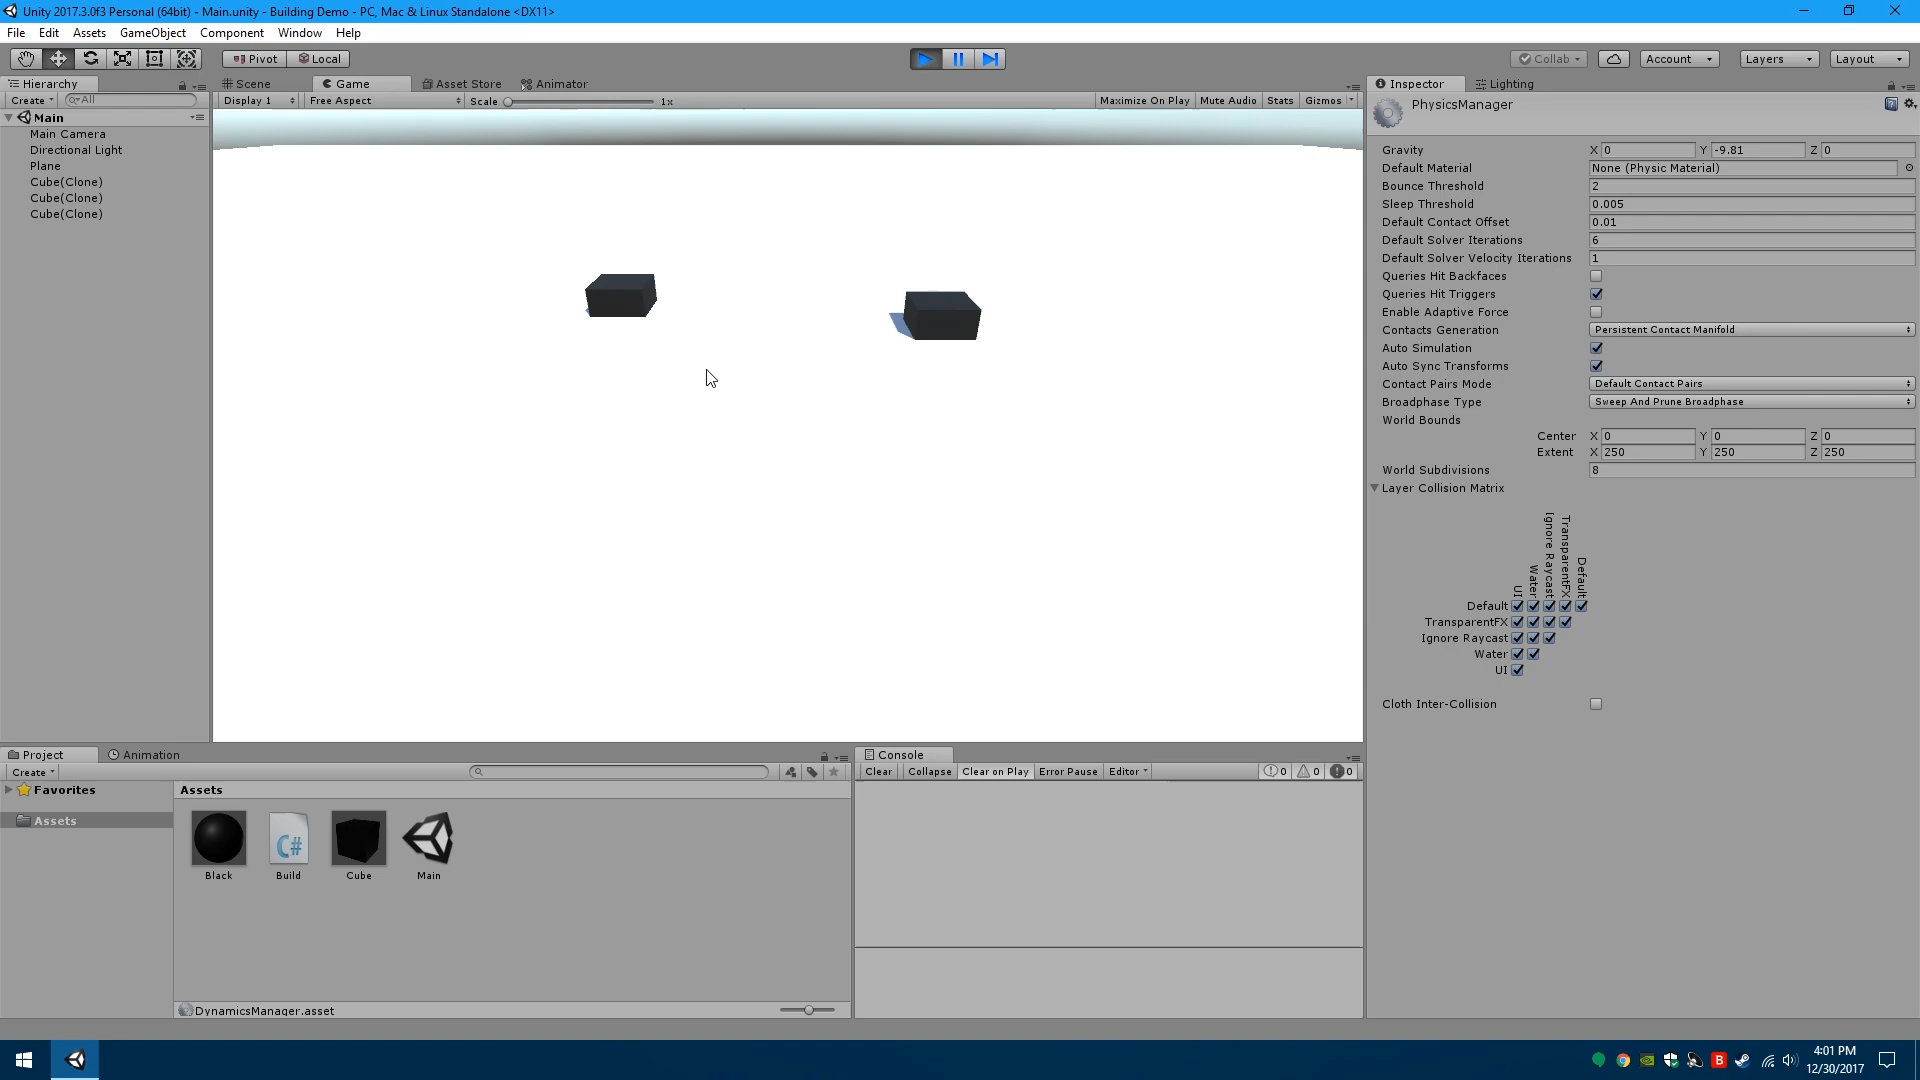 Unity 2017.3.0f3 Personal (64bit) - Main.unity - Building Demo - PC, Mac & Linux Standalone <DX11>
File Edit Assets GameObject Component Window Help
Pivot Local Collab Account Layers Layout
Hierarchy
Create All
Main
Main Camera
Directional Light
Plane
Cube(Clone)
Cube(Clone)
Cube(Clone)
Scene Game Asset Store Animator
Display 1 Free Aspect Scale 1x Maximize On Play Mute Audio Stats Gizmos
Inspector Lighting
PhysicsManager
Gravity X 0 Y -9.81 Z 0
Default Material None (Physic Material)
Bounce Threshold 2
Sleep Threshold 0.005
Default Contact Offset 0.01
Default Solver Iterations 6
Default Solver Velocity Iterations 1
Queries Hit Backfaces
Queries Hit Triggers
Enable Adaptive Force
Contacts Generation Persistent Contact Manifold
Auto Simulation
Auto Sync Transforms
Contact Pairs Mode Default Contact Pairs
Broadphase Type Sweep And Prune Broadphase
World Bounds
Center X 0 Y 0 Z 0
Extent X 250 Y 250 Z 250
World Subdivisions 8
Layer Collision Matrix
UI
Water
Ignore Raycast
TransparentFX
Default
Default
TransparentFX
Ignore Raycast
Water
UI
Cloth Inter-Collision
Project Animation
Create
Favorites
Assets
Assets
C#
Black Build Cube Main
DynamicsManager.asset
Console
Clear Collapse Clear on Play Error Pause Editor 0 0 0
B
4:01 PM
12/30/2017